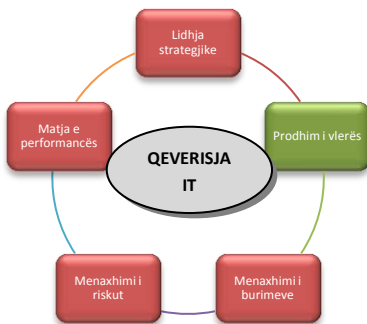 Lidhja
strategjike
Matja e
performancës
Prodhim i vlerës
QEVERISJA
IT
Menaxhimi i
riskut
Menaxhimi i
burimeve